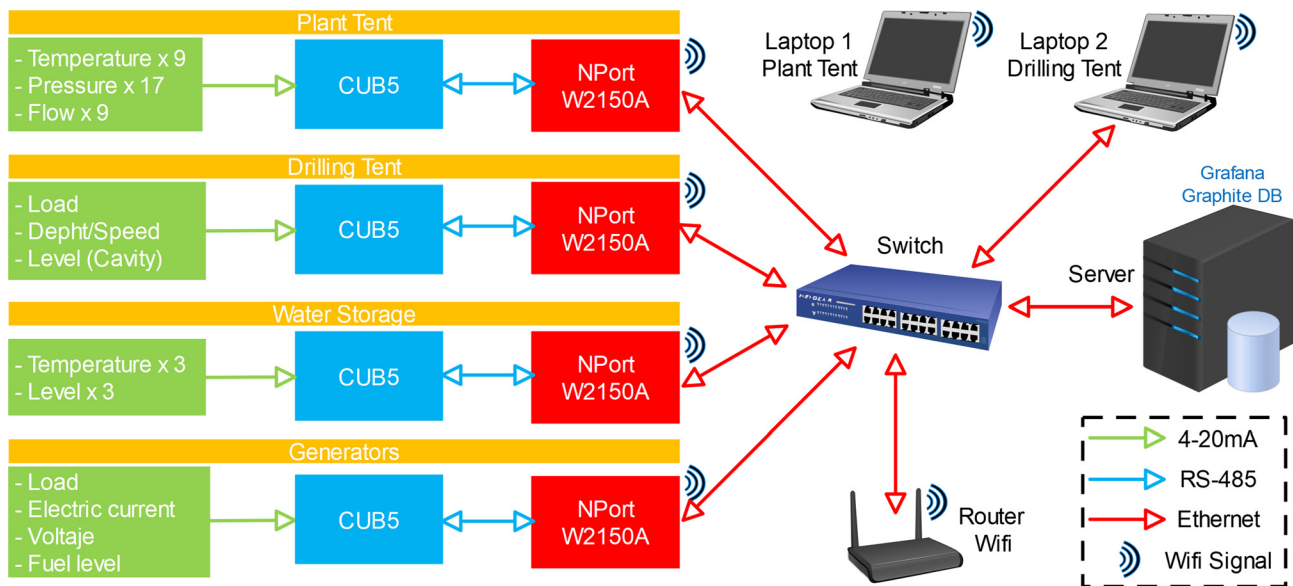 Plant Tent
- Temperature x 9
- Pressure x 17
- Flow x 9
CUB5
NPort
W2150A
Laptop 1
Plant Tent
Laptop 2
Drilling Tent
Drilling Tent
- Load
- Depht/Speed
- Level (Cavity)
CUB5
NPort
W2150A
Grafana
Graphite DB
Switch
Server
NETGEAR
Water Storage
- Temperature x 3
- Level x 3
CUB5
NPort
W2150A
Generators
- Load
- Electric current
- Voltaje
- Fuel level
CUB5
NPort
W2150A
Router
Wifi
4-20mA
RS-485
Ethernet
Wifi Signal